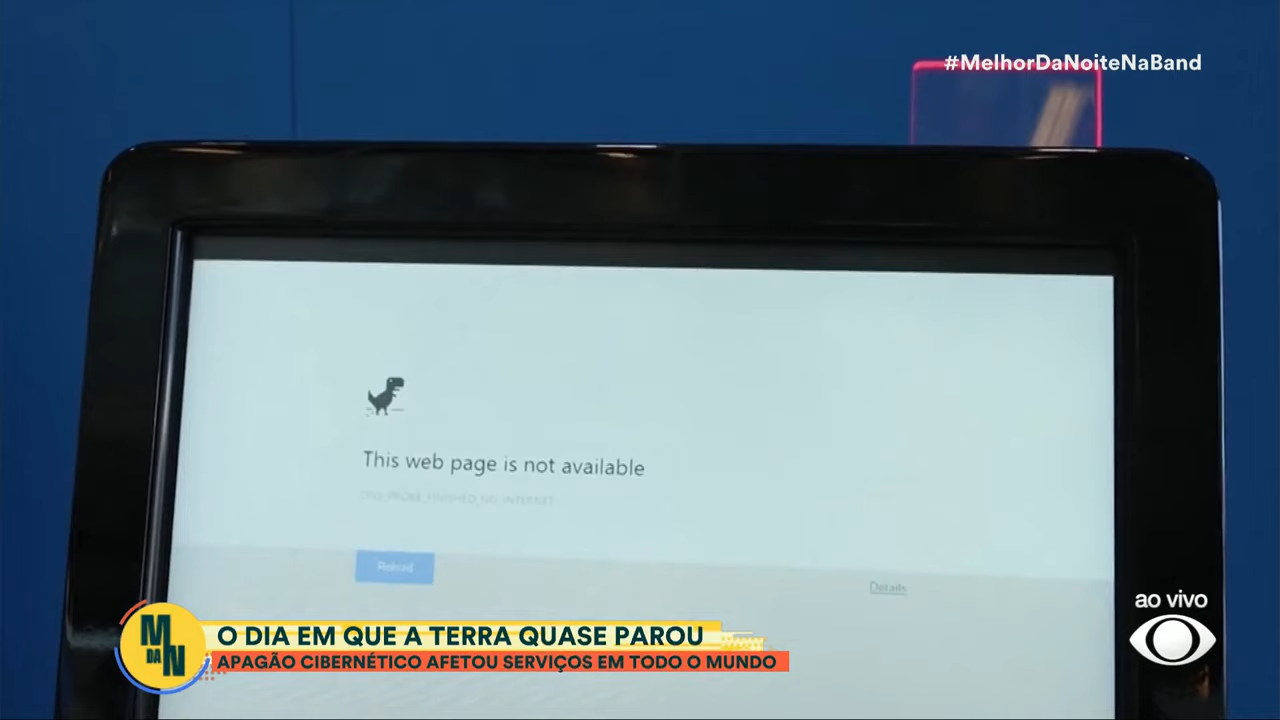 #MelhorDaNoiteNaBand
This web page is not available
DNS_PROBE_FINISHED_NO_INTERNET
Reload
Details
ao vivo
M
DA
N
O DIA EM QUE A TERRA QUASE PAROU
APAGÃO CIBERNÉTICO AFETOU SERVIÇOS EM TODO O MUNDO